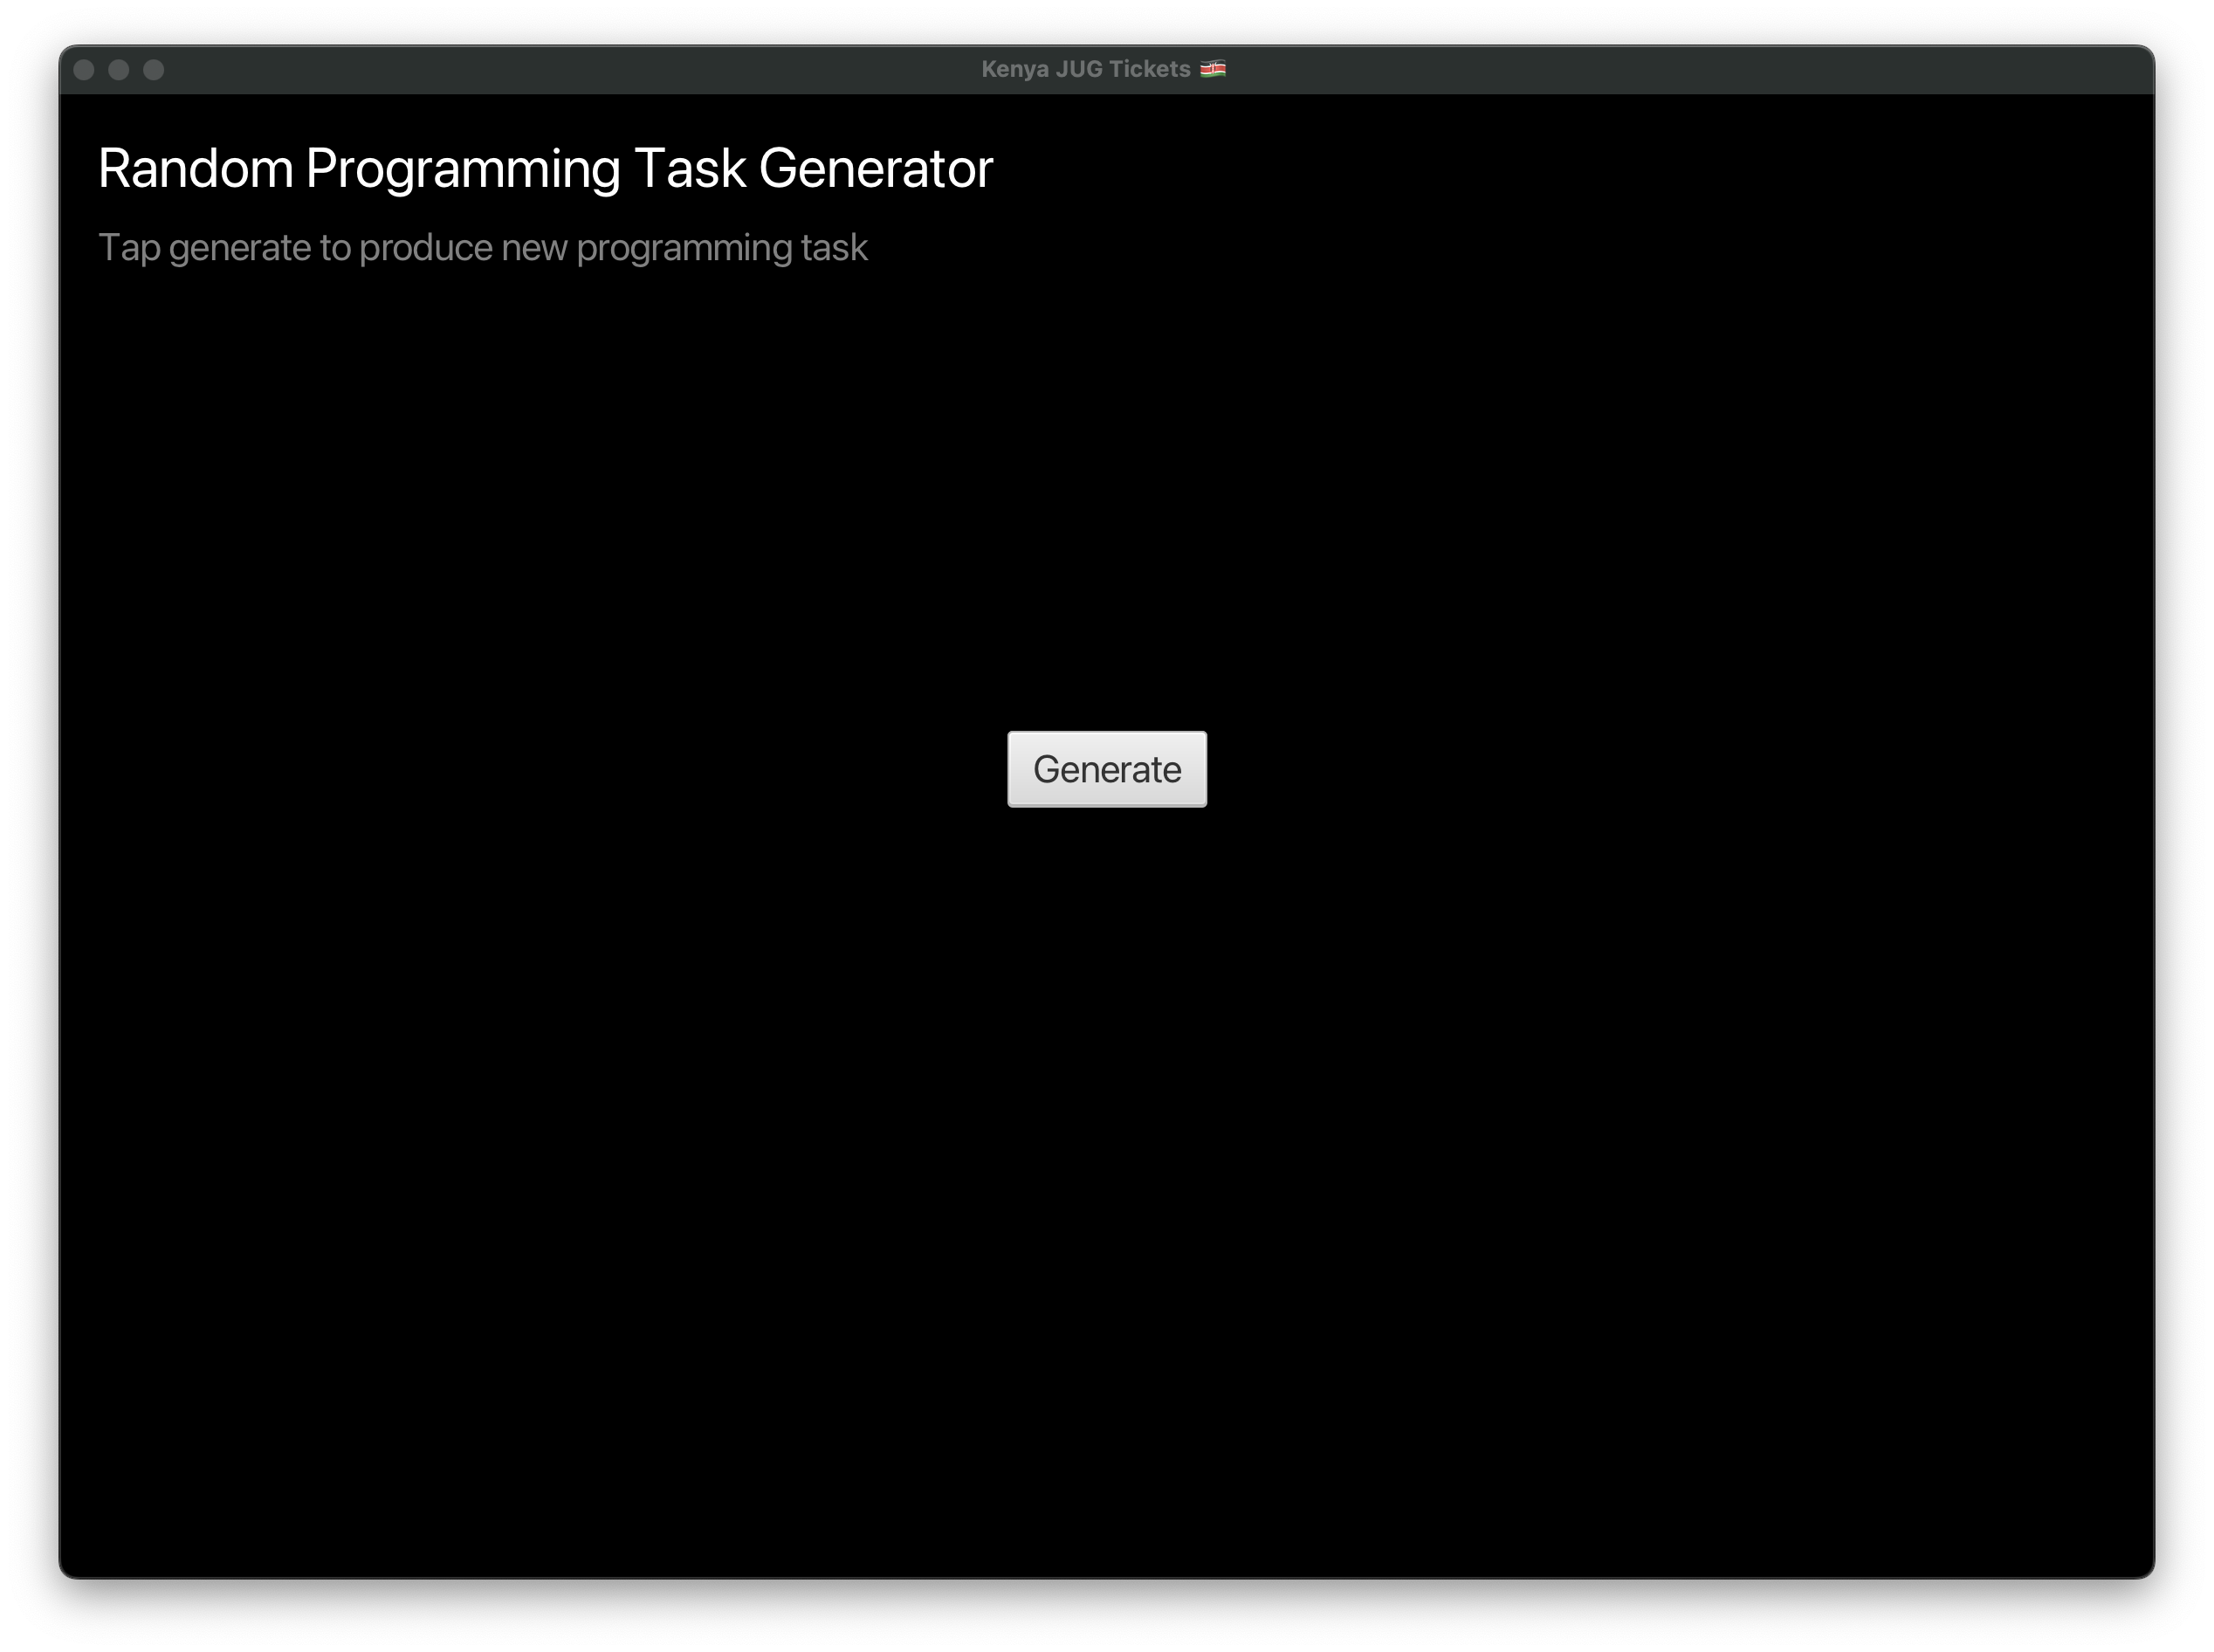 Kenya JUG Tickets 🇰🇪
Random Programming Task Generator
Tap generate to produce new programming task
Generate